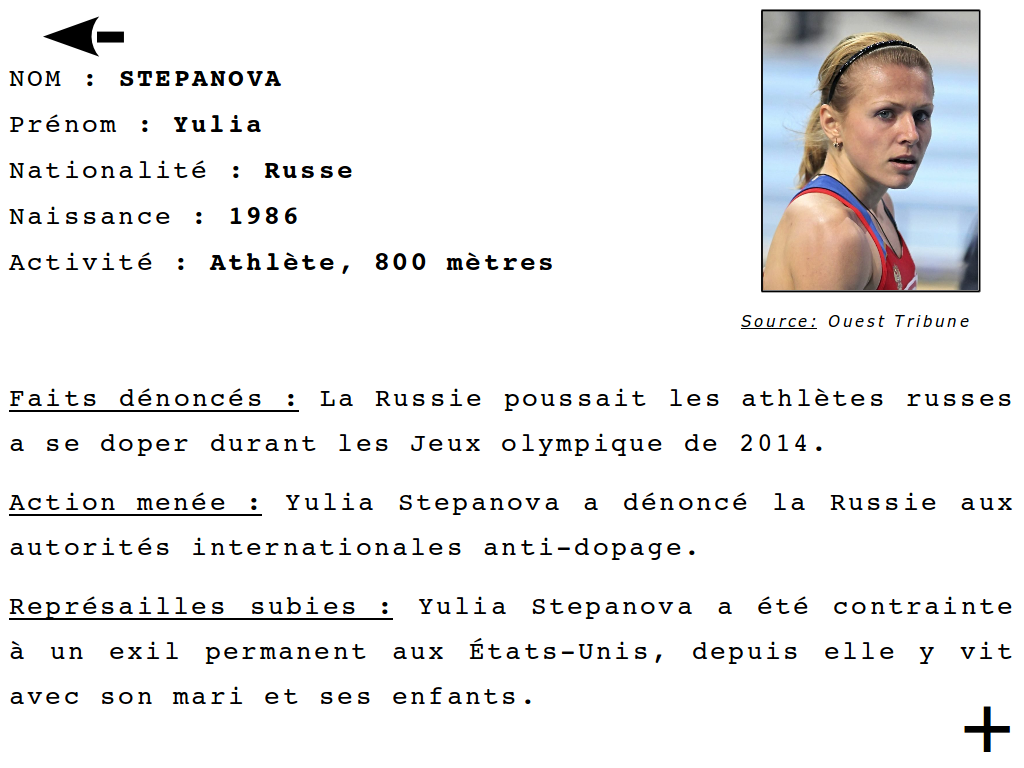 NOM : STEPANOVA
Prénom : Yulia
Nationalité : Russe
Naissance : 1986
Activité : Athlète, 800 mètres
Source: Ouest Tribune
Faits dénoncés : La Russie poussait les athlètes russes
a se doper durant les Jeux olympique de 2014.
Action menée : Yulia Stepanova a dénoncé la Russie aux
autorités internationales anti-dopage.
Représailles subies : Yulia Stepanova a été contrainte
à un exil permanent aux États-Unis, depuis elle y vit
avec son mari et ses enfants.